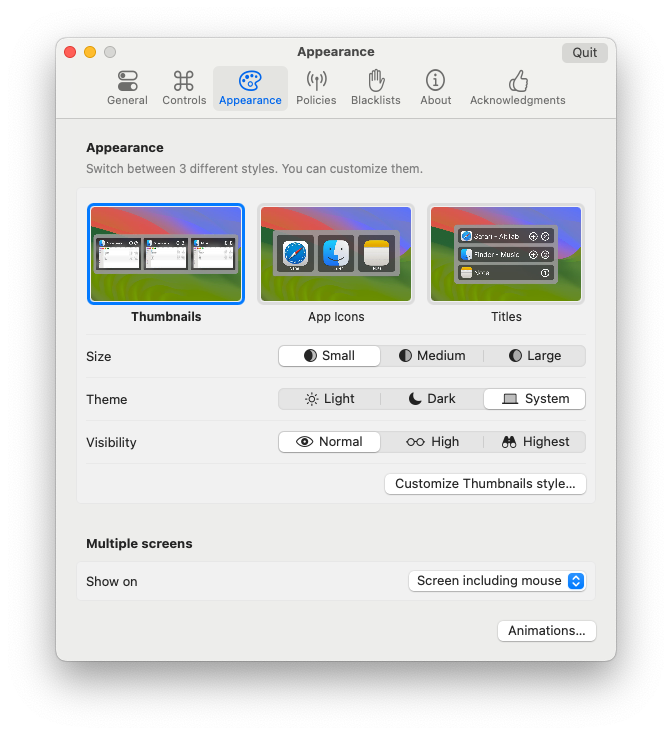 Appearance
Quit
General Controls Appearance Policies Blacklists About Acknowledgments
Appearance
Switch between 3 different styles. You can customize them.
Safari - AltTab
Finder - Music
Thumbnails App Icons Titles
Size Small Medium Large
Theme Light Dark System
Visibility Normal High Highest
Customize Thumbnails style...
Multiple screens
Show on Screen including mouse
Animations...